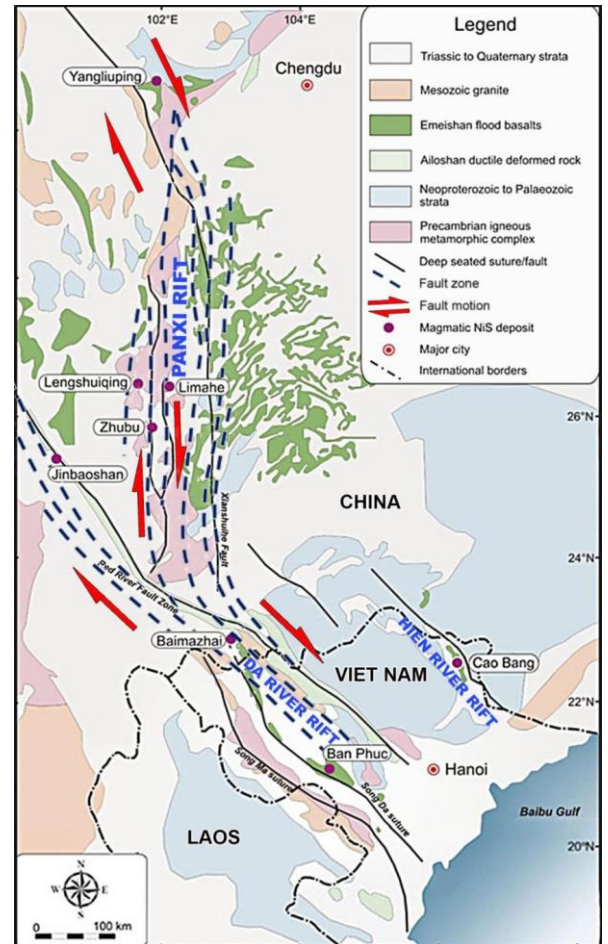 102°E
104°E
Yangliuping
Chengdu
Legend
Triassic to Quaternary strata
Mesozoic granite
Emeishan flood basalts
Ailoshan ductile deformed rock
Neoproterozoic to Palaeozoic
strata
Precambrian igneous
metamorphic complex
Deep seated suture/fault
Fault zone
Fault motion
Magmatic NiS deposit
Major city
International borders
PANXI RIFT
Lengshuiqing
Limahe
26°N
Zhubu
Jinbaoshan
CHINA
Xianshuihe Fault
24°N
Red River Fault Zone
Baimazhai
VIET NAM
HIEN RIVER RIFT
Cao Bang
DA RIVER RIFT
22°N
Ban Phuc
Hanoi
Song Ma suture
Song Da suture
Baibu Gulf
LAOS
20°N
N
W
E
S
0 100 km